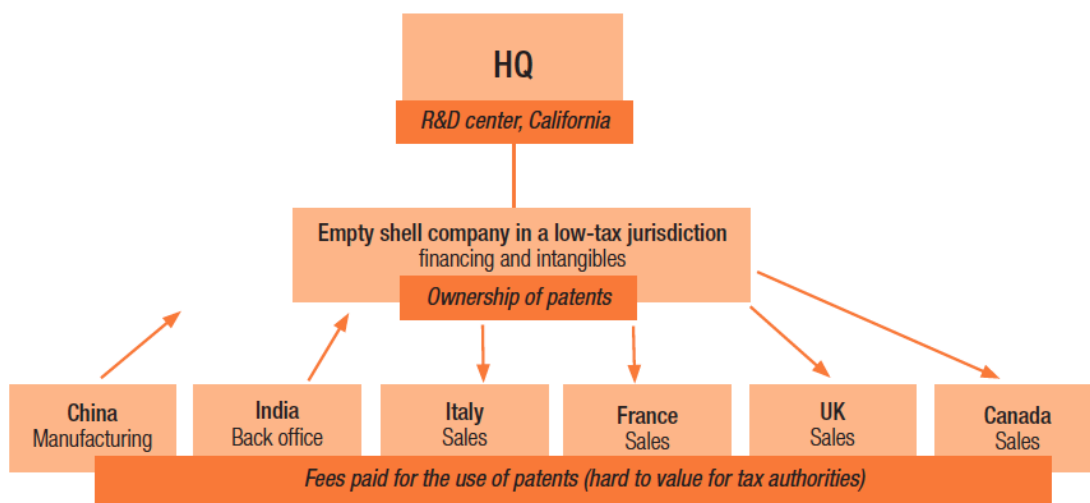 HQ
R&D center, California
Empty shell company in a low-tax jurisdiction
financing and intangibles
Ownership of patents
China
Manufacturing
India
Back office
Italy
Sales
France
Sales
UK
Sales
Canada
Sales
Fees paid for the use of patents (hard to value for tax authorities)